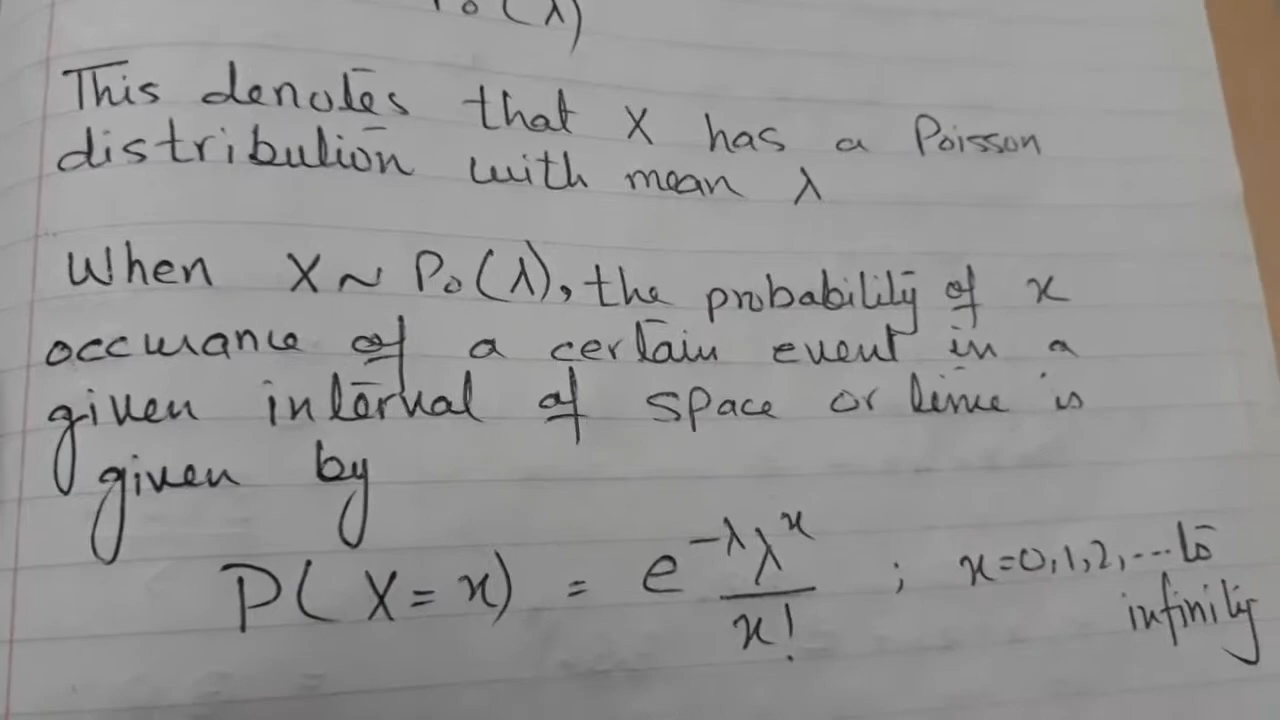 Po(λ)
This denotes that X has a Poisson
distribution with mean λ
When X ~ Po(λ), the probability of x
occurance of a certain event in a
given interval of space or time is
given by
P(X = x) = e^{-λ} λ^x / x! ; x=0,1,2,... to
infinity